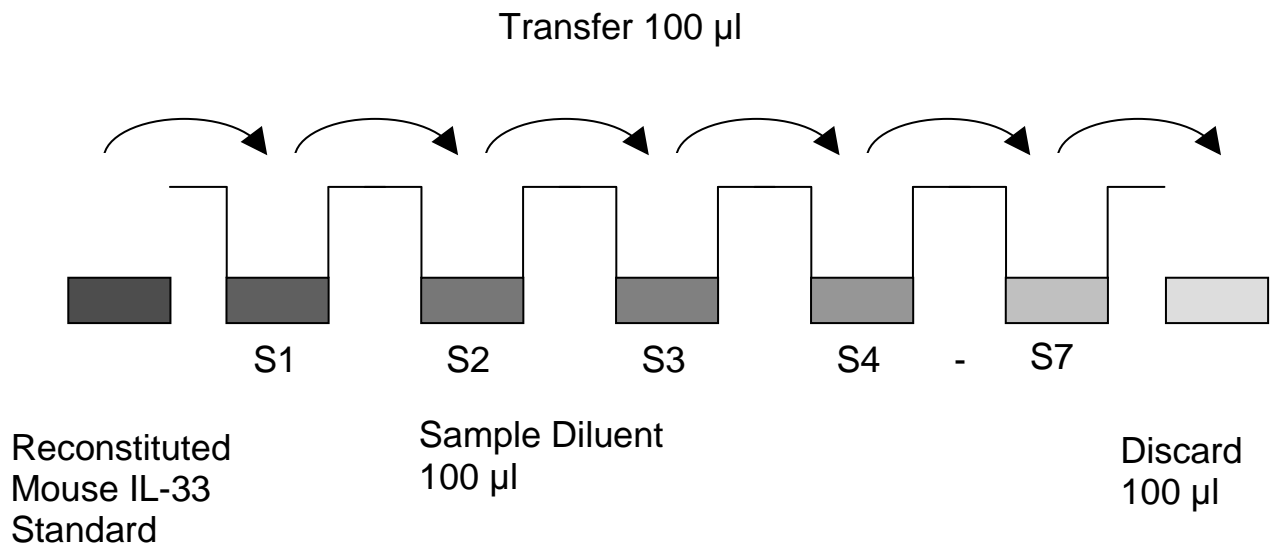 Transfer 100 µl
S1 S2 S3 S4 - S7
Reconstituted
Mouse IL-33
Standard
Sample Diluent
100 µl
Discard
100 µl